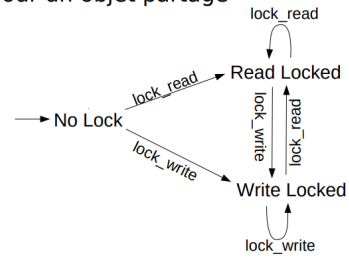 our un objet partagé
lock_read
lock_read
Read Locked
No Lock
lock_write
lock_read
lock_write
Write Locked
lock_write